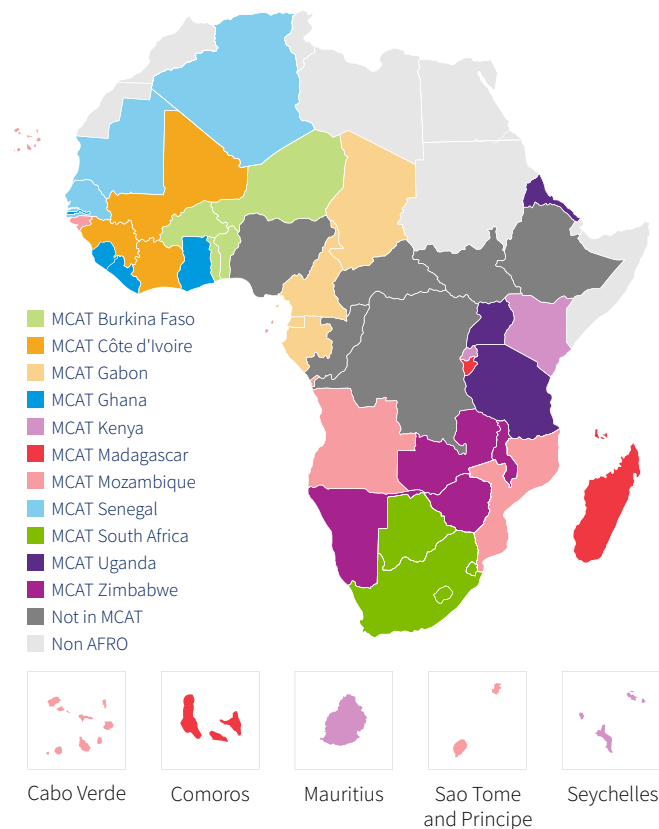 MCAT Burkina Faso
MCAT Côte d'Ivoire
MCAT Gabon
MCAT Ghana
MCAT Kenya
MCAT Madagascar
MCAT Mozambique
MCAT Senegal
MCAT South Africa
MCAT Uganda
MCAT Zimbabwe
Not in MCAT
Non AFRO
Cabo Verde
Comoros
Mauritius
Sao Tome
and Principe
Seychelles